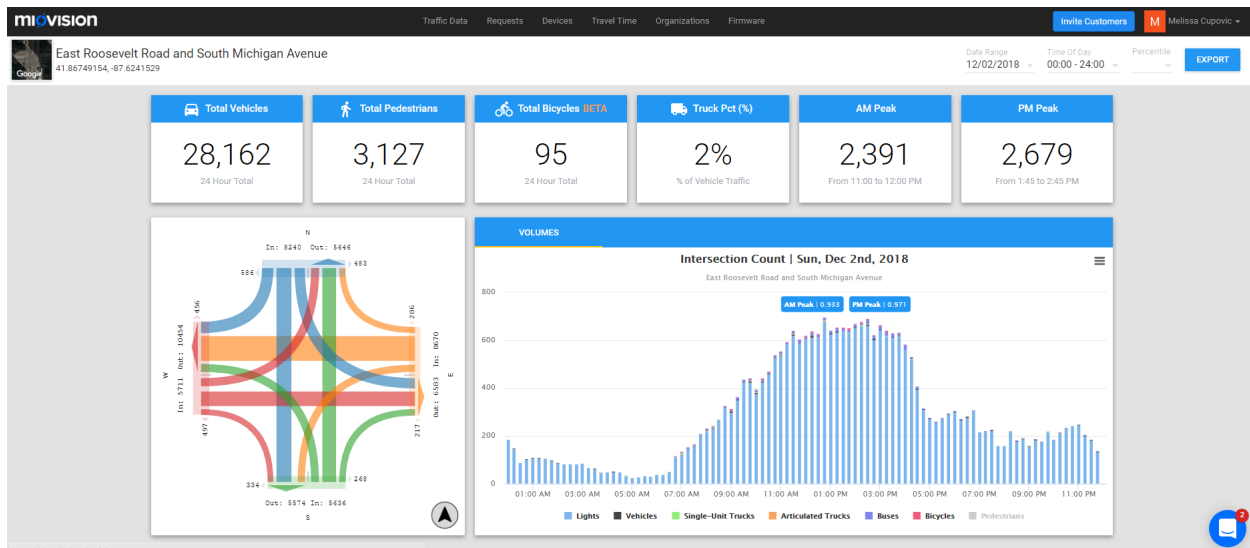 miovision
Traffic Data Requests Devices Travel Time Organizations Firmware
Invite Customers
M Melissa Cupovic
Google
East Roosevelt Road and South Michigan Avenue
41.86749154, -87.6241529
Date Range
12/02/2018
Time Of Day
00:00 - 24:00
Percentile
EXPORT
Total Vehicles
28,162
24 Hour Total
Total Pedestrians
3,127
24 Hour Total
Total Bicycles BETA
95
24 Hour Total
Truck Pct (%)
2%
% of Vehicle Traffic
AM Peak
2,391
From 11:00 to 12:00 PM
PM Peak
2,679
From 1:45 to 2:45 PM
N
In: 8240 Out: 5646
586
483
456
286
W
In: 5711 Out: 10454
Out: 6503 In: 8670
E
497
217
334
268
Out: 5574 In: 5636
S
VOLUMES
Intersection Count | Sun, Dec 2nd, 2018
East Roosevelt Road and South Michigan Avenue
AM Peak | 0.933
PM Peak | 0.971
800
600
400
200
0
01:00 AM 03:00 AM 05:00 AM 07:00 AM 09:00 AM 11:00 AM 01:00 PM 03:00 PM 05:00 PM 07:00 PM 09:00 PM 11:00 PM
Lights Vehicles Single-Unit Trucks Articulated Trucks Buses Bicycles Pedestrians
2